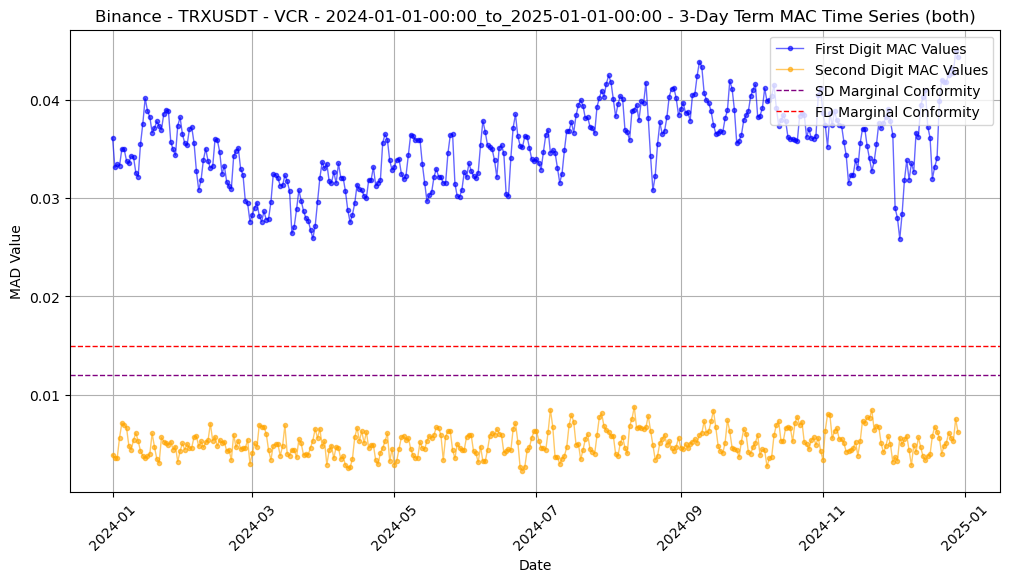 Binance - TRXUSDT - VCR - 2024-01-01-00:00_to_2025-01-01-00:00 - 3-Day Term MAC Time Series (both)
First Digit MAC Values
Second Digit MAC Values
SD Marginal Conformity
FD Marginal Conformity
MAD Value
0.04
0.03
0.02
0.01
2024-01
2024-03
2024-05
2024-07
2024-09
2024-11
2025-01
Date